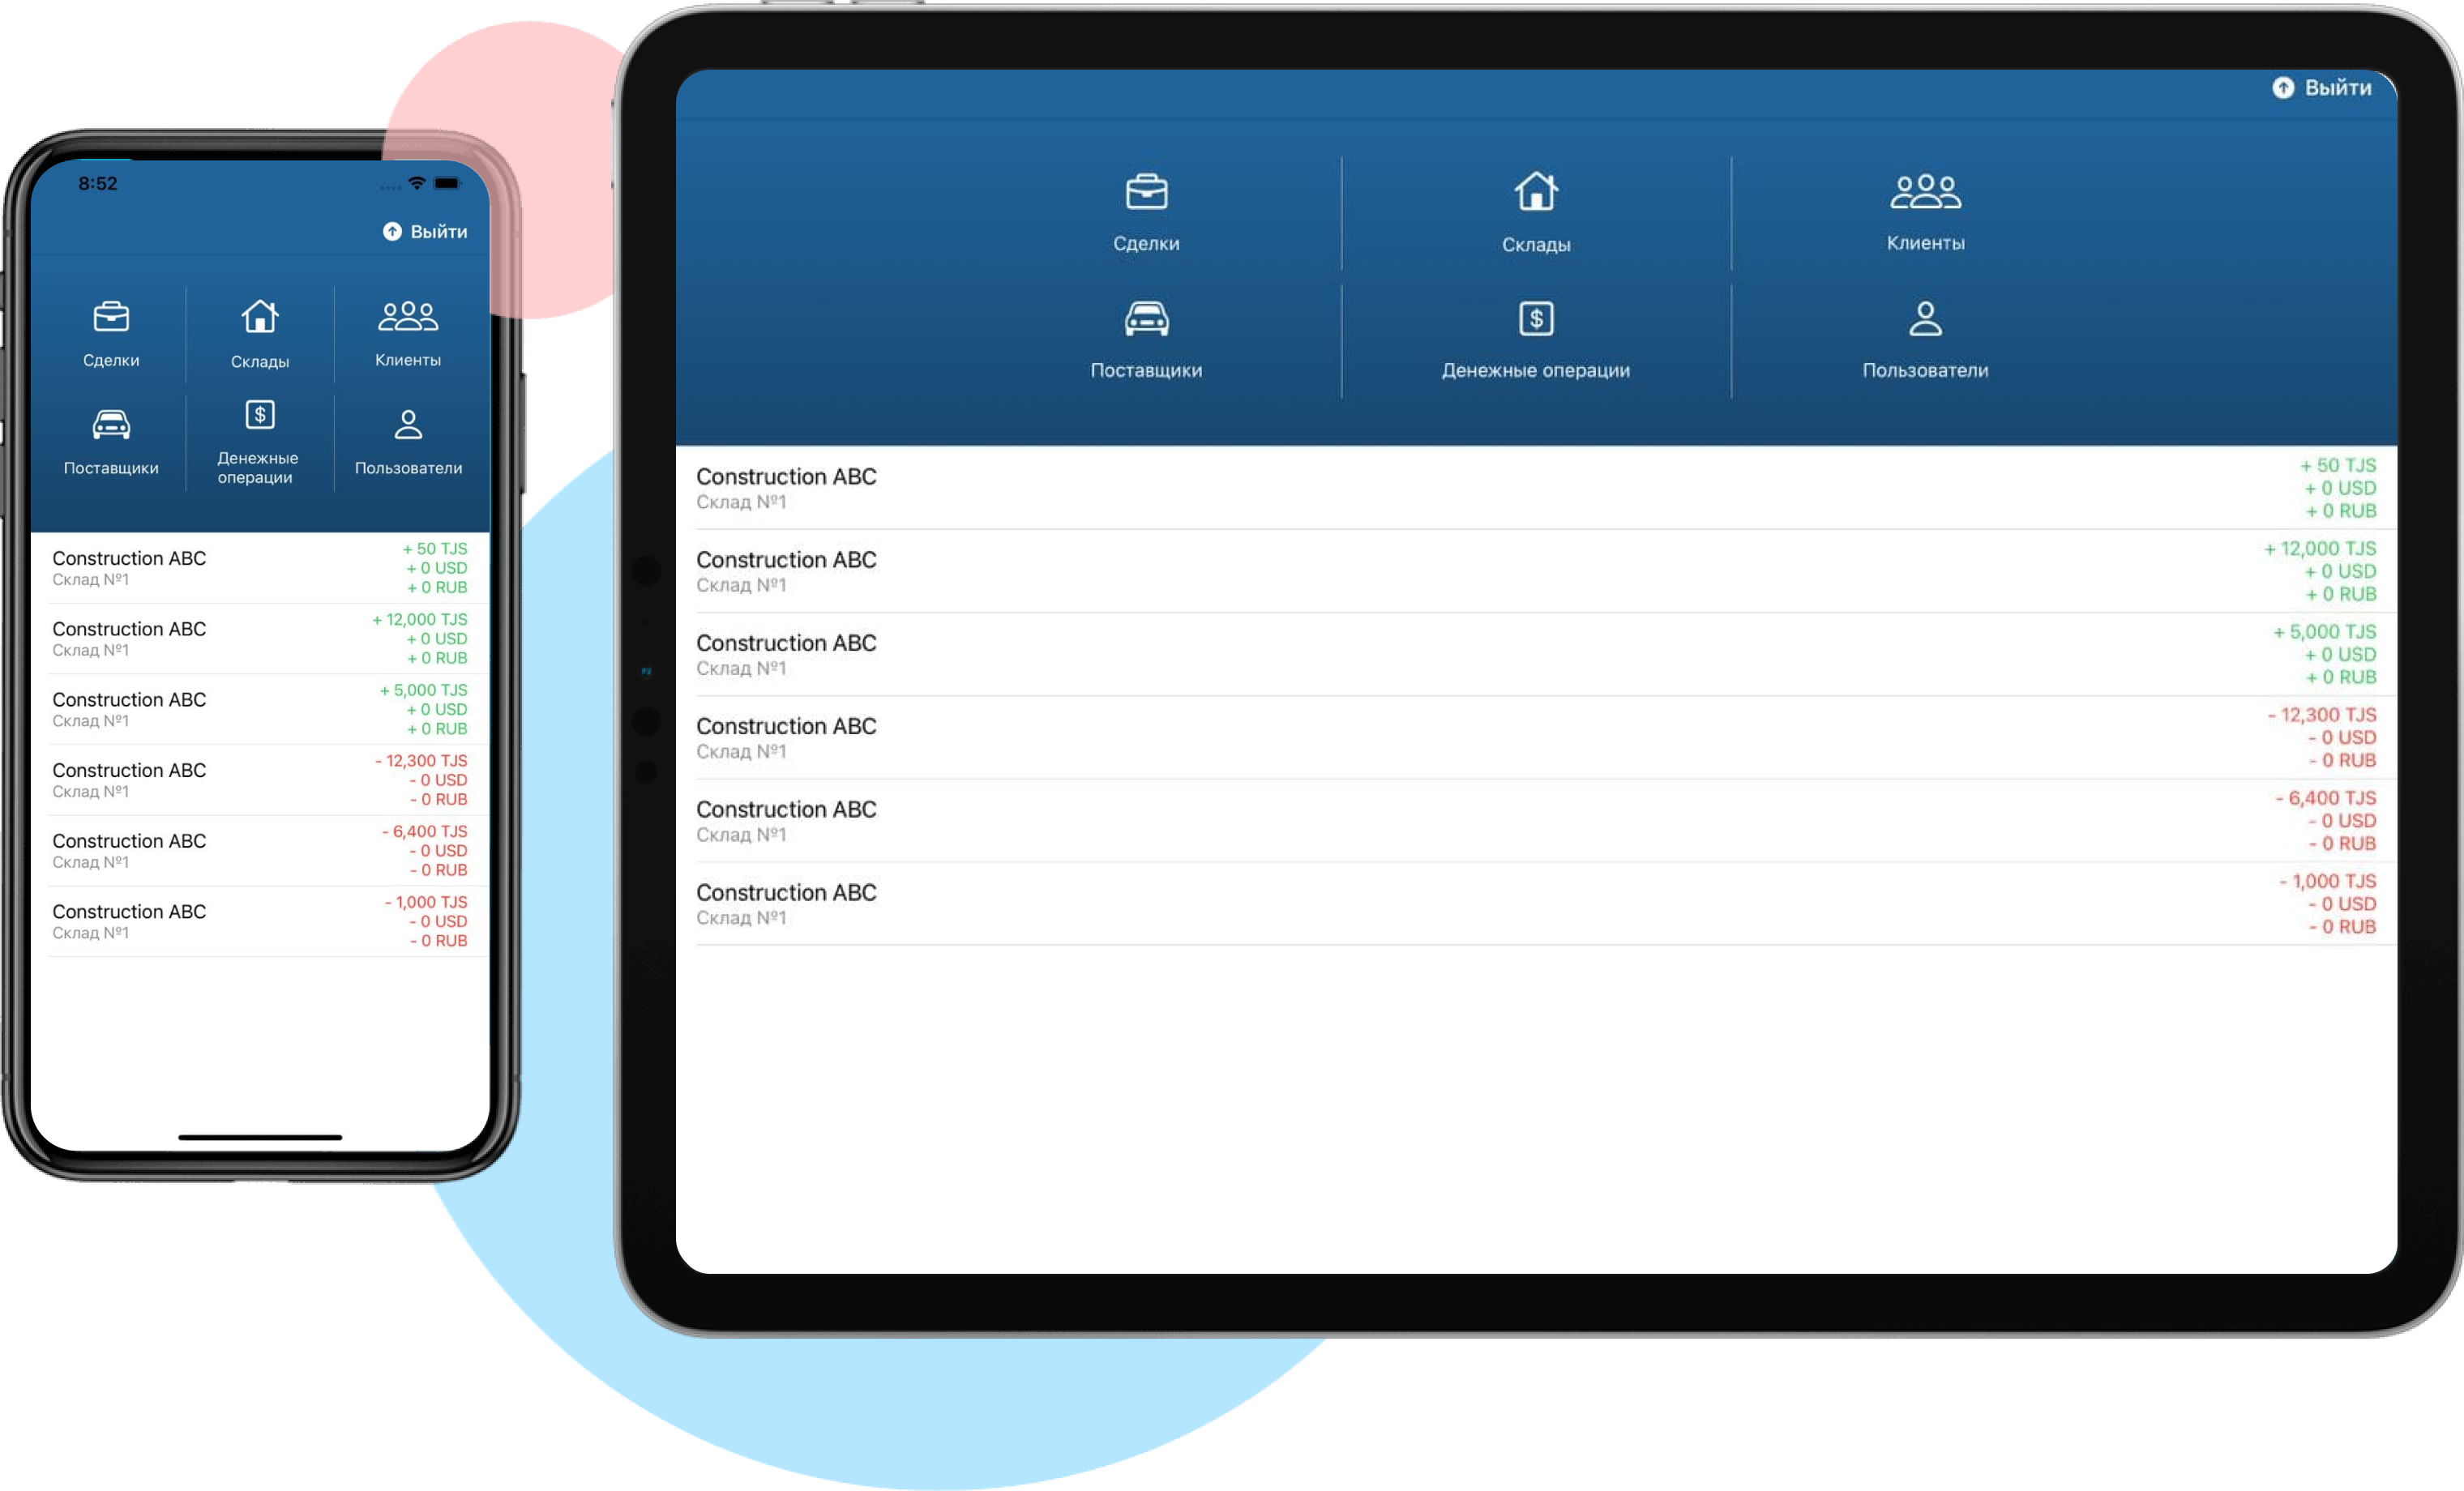 8:52
Выйти
Сделки
Склады
Клиенты
Поставщики
Денежные
операции
Пользователи
Construction ABC
Склад №1
+ 50 TJS
+ 0 USD
+ 0 RUB
Construction ABC
Склад №1
+ 12,000 TJS
+ 0 USD
+ 0 RUB
Construction ABC
Склад №1
+ 5,000 TJS
+ 0 USD
+ 0 RUB
Construction ABC
Склад №1
- 12,300 TJS
- 0 USD
- 0 RUB
Construction ABC
Склад №1
- 6,400 TJS
- 0 USD
- 0 RUB
Construction ABC
Склад №1
- 1,000 TJS
- 0 USD
- 0 RUB
Выйти
Сделки
Склады
Клиенты
Поставщики
Денежные операции
Пользователи
Construction ABC
Склад №1
+ 50 TJS
+ 0 USD
+ 0 RUB
Construction ABC
Склад №1
+ 12,000 TJS
+ 0 USD
+ 0 RUB
Construction ABC
Склад №1
+ 5,000 TJS
+ 0 USD
+ 0 RUB
Construction ABC
Склад №1
- 12,300 TJS
- 0 USD
- 0 RUB
Construction ABC
Склад №1
- 6,400 TJS
- 0 USD
- 0 RUB
Construction ABC
Склад №1
- 1,000 TJS
- 0 USD
- 0 RUB